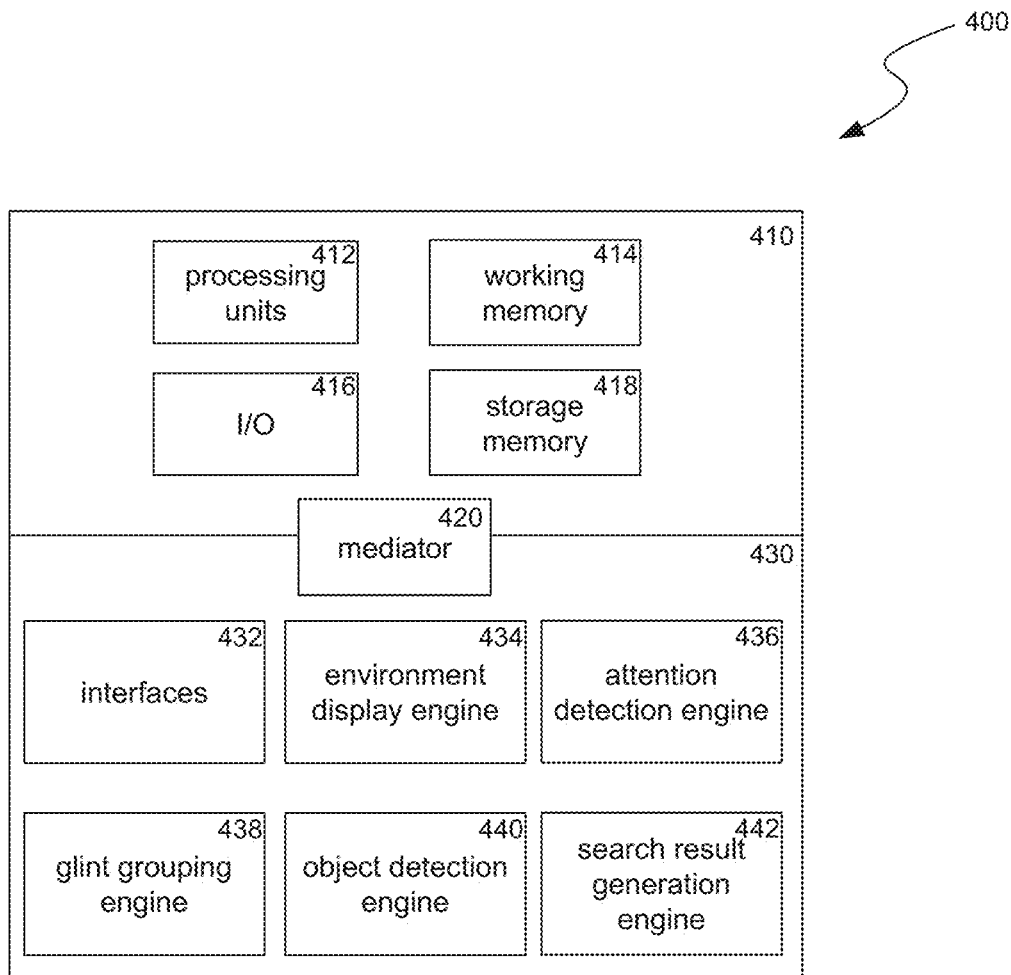 400
410
412
processing
units
414
working
memory
416
I/O
418
storage
memory
420
mediator
430
432
interfaces
434
environment
display engine
436
attention
detection engine
438
glint grouping
engine
440
object detection
engine
442
search result
generation
engine